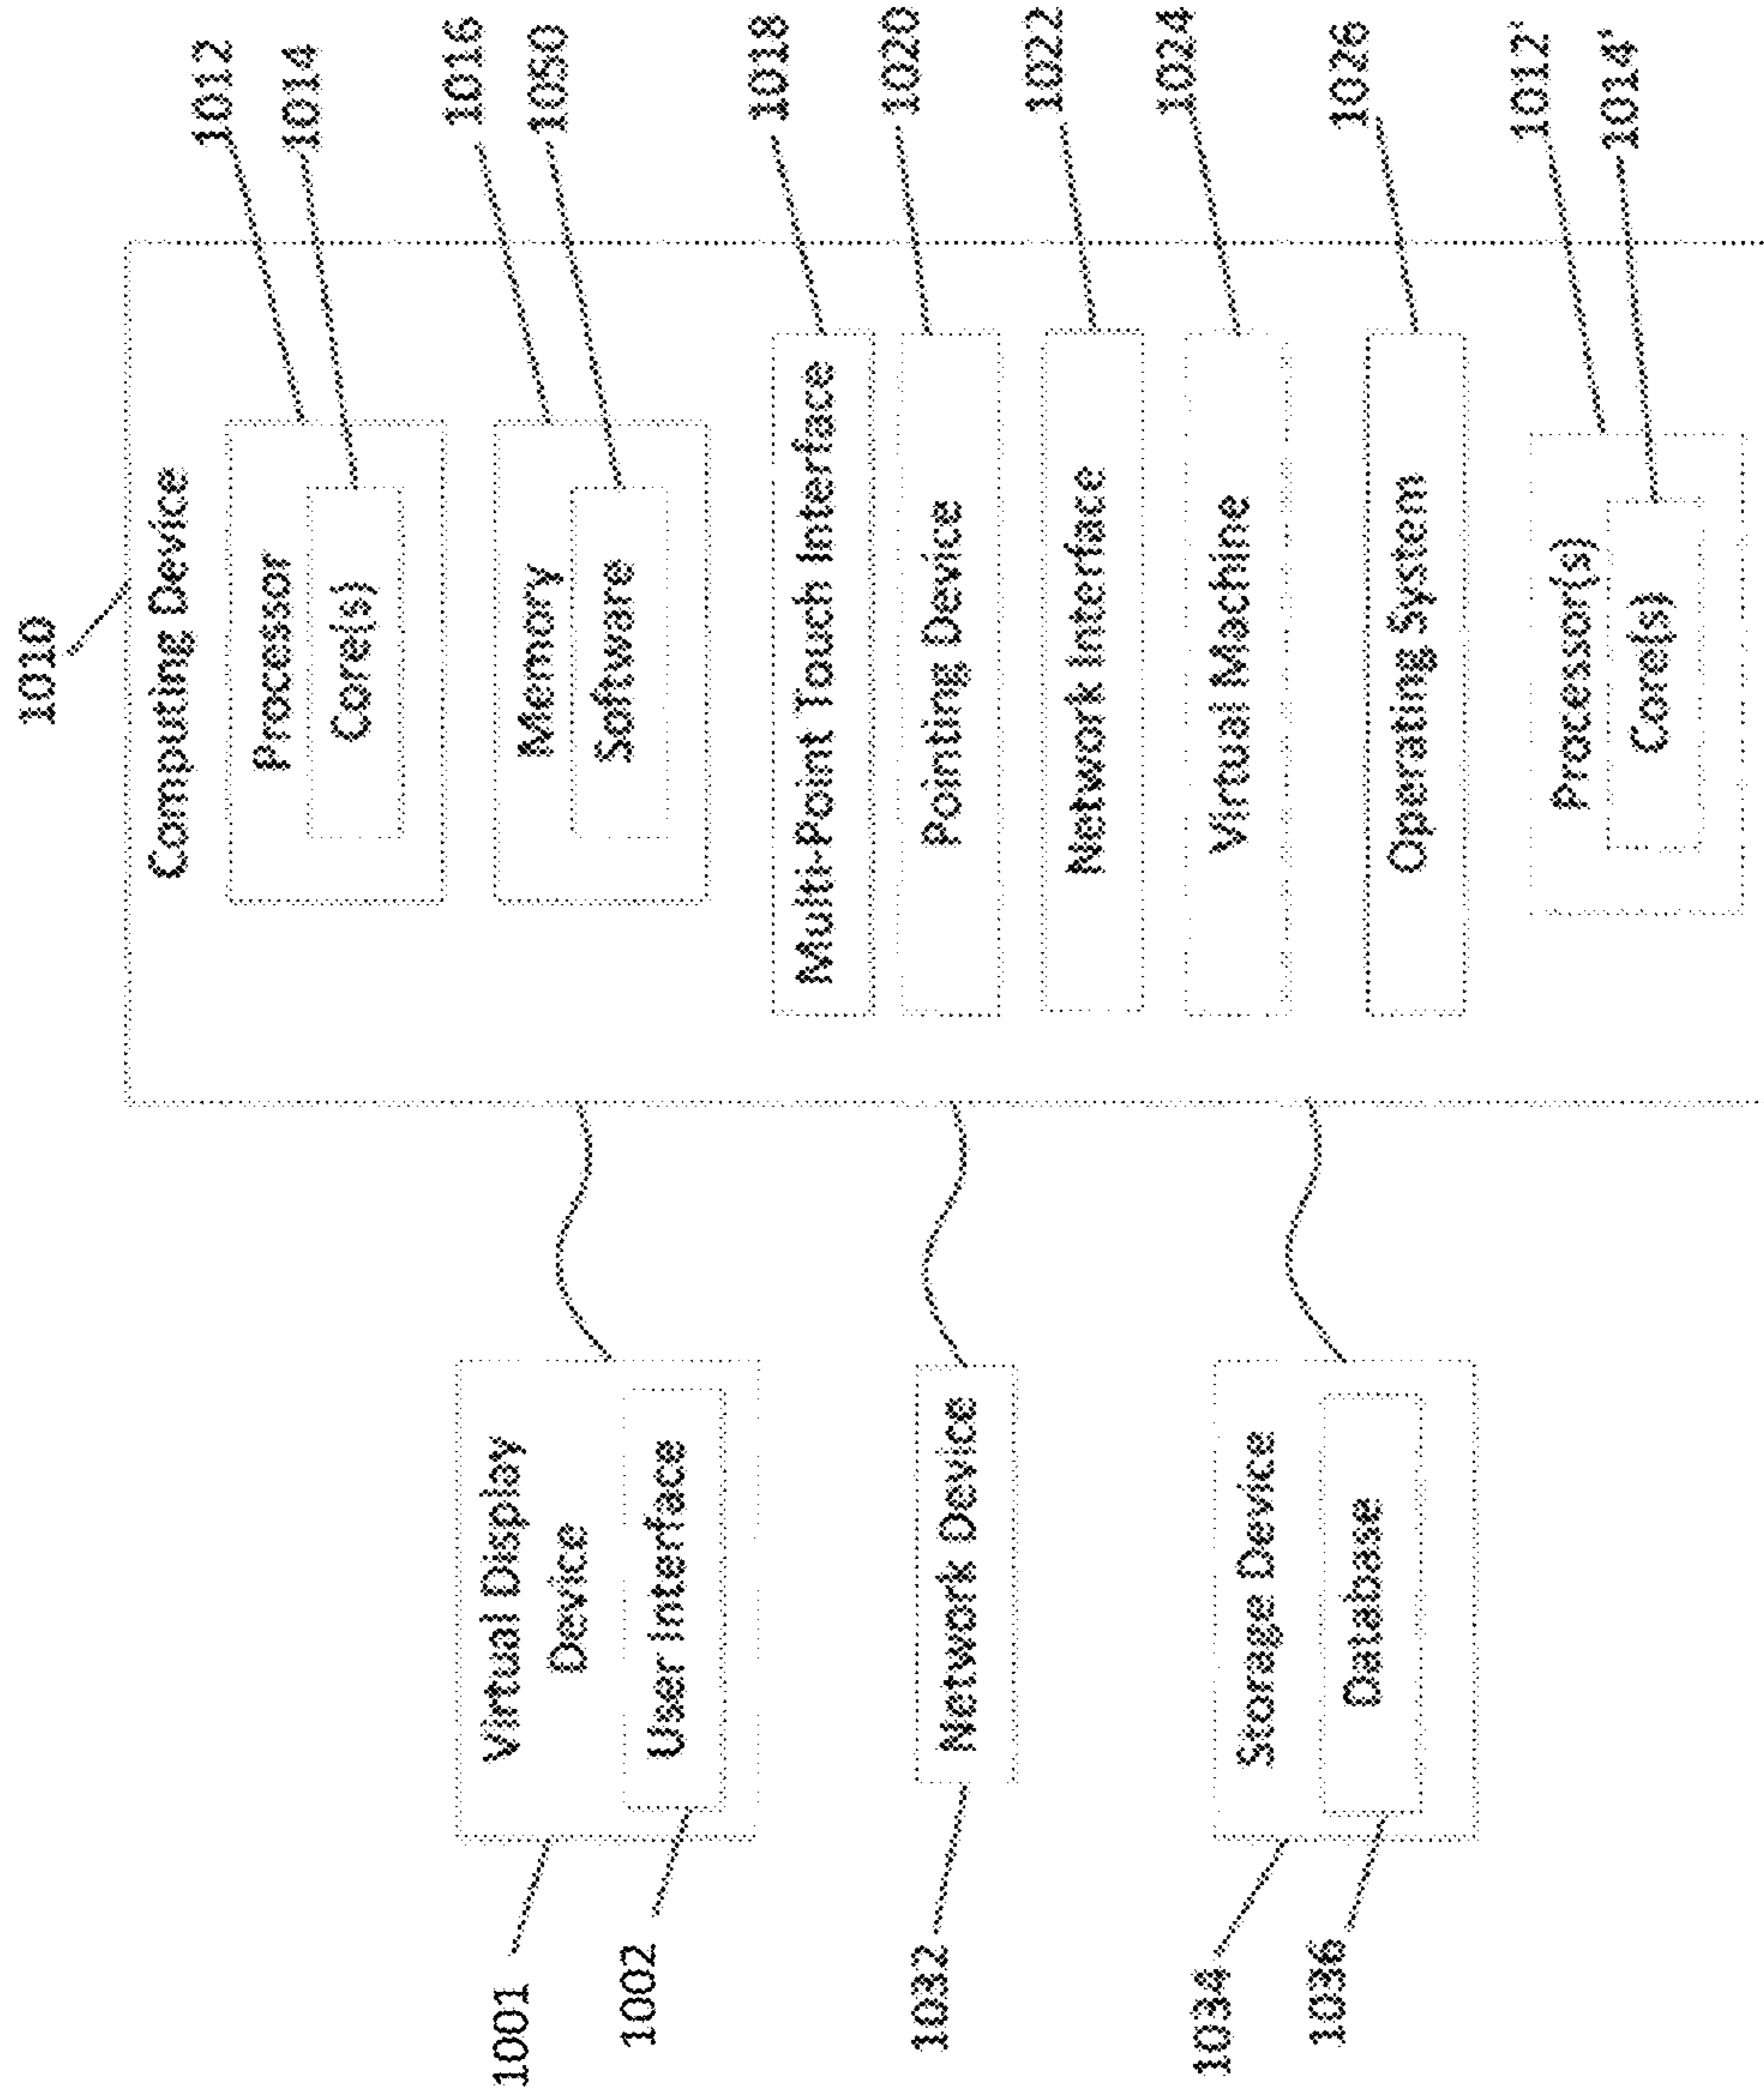 1010
Computing Device
Processor
1012
Core(s)
1014
Memory
1016
Software
1050
Multi-Point Touch Interface
1018
Pointing Device
1020
Network Interface
1022
Virtual Machine
1024
Operating System
1026
Processor(s)
1012'
Core(s)
1014'
Virtual Display
Device
1001
User Interface
1002
Network Device
1032
Storage Device
1034
Database
1036